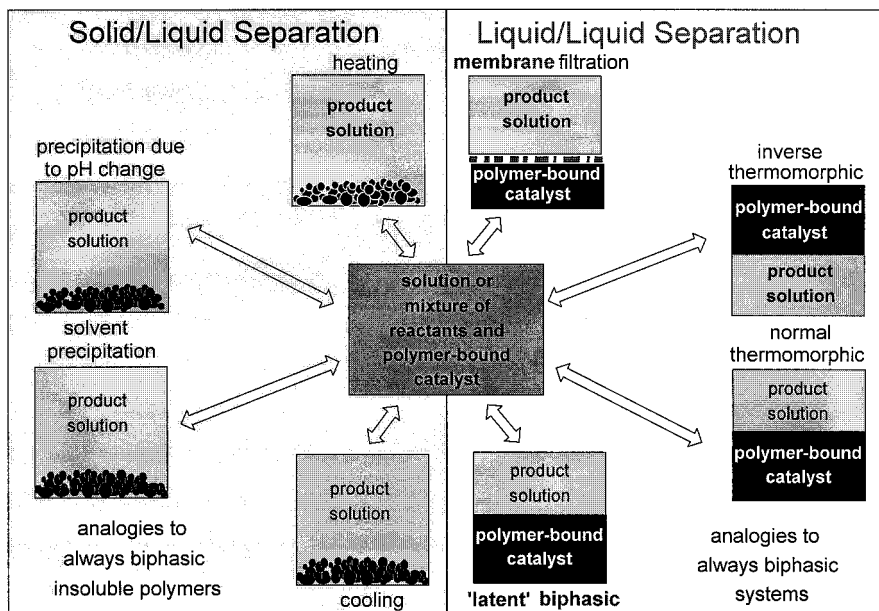 Solid/Liquid Separation
heating
product
solution
precipitation due
to pH change
product
solution
solvent
precipitation
product
solution
analogies to
always biphasic
insoluble polymers
product
solution
cooling
solution or
mixture of
reactants and
polymer-bound
catalyst
Liquid/Liquid Separation
membrane filtration
product
solution
polymer-bound
catalyst
inverse
thermomorphic
polymer-bound
catalyst
product
solution
normal
thermomorphic
product
solution
polymer-bound
catalyst
product
solution
polymer-bound
catalyst
'latent' biphasic
analogies to
always biphasic
systems